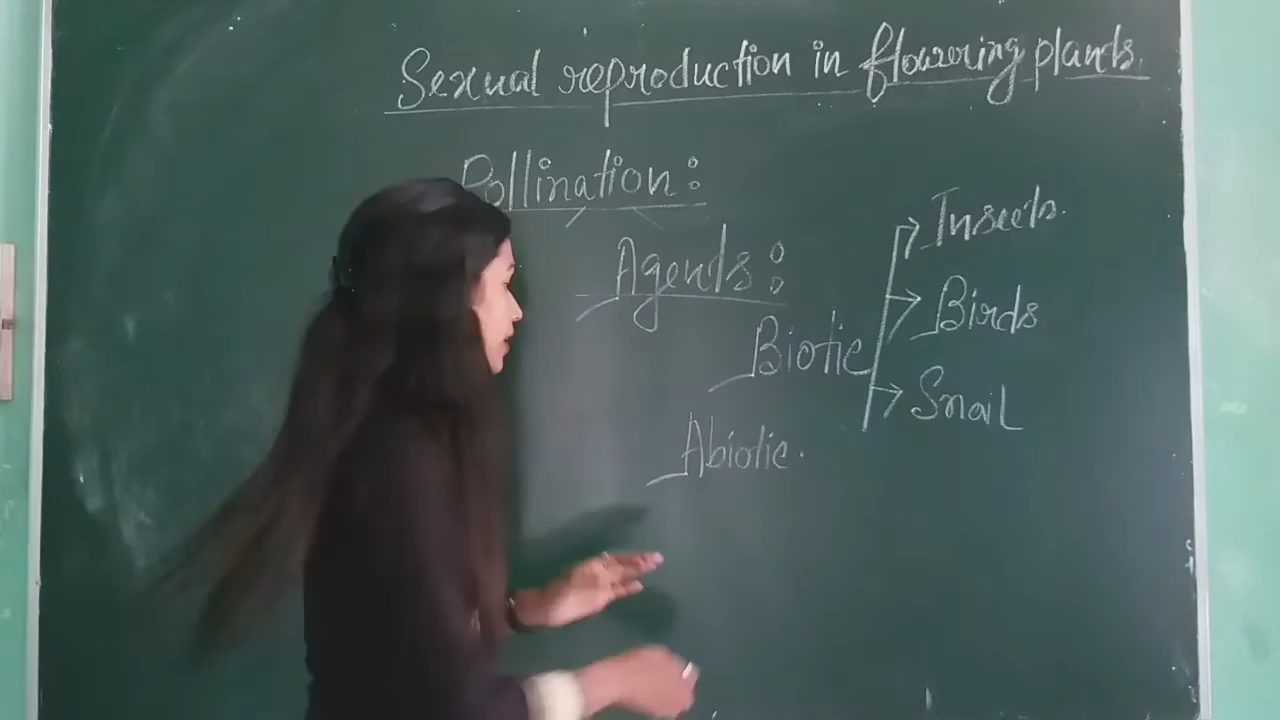 Sexual reproduction in flowering plants.
Pollination:
Agents:
Insects.
Birds
Biotic
Snail
Abiotic.